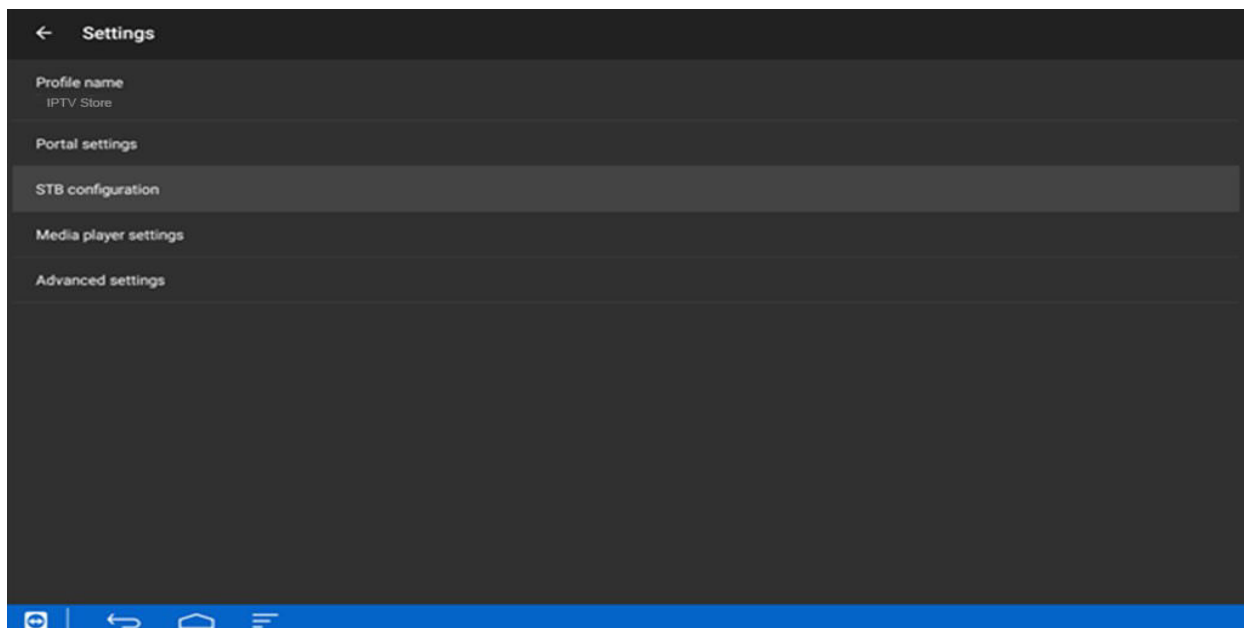 Settings
Profile name
IPTV Store
Portal settings
STB configuration
Media player settings
Advanced settings